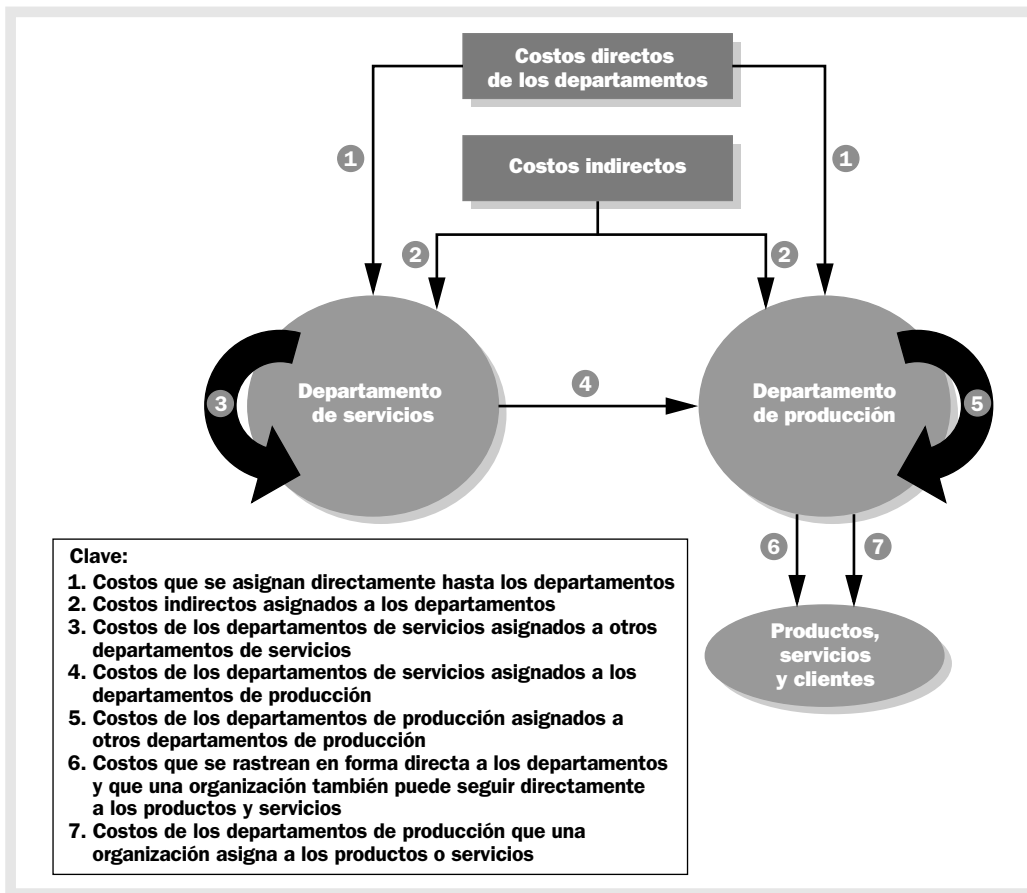 Costos directos
de los departamentos
1
Costos indirectos
1
2
2
Departamento
de servicios
3
4
Departamento
de producción
5
6
7
Productos,
servicios
y clientes
Clave:
1. Costos que se asignan directamente hasta los departamentos
2. Costos indirectos asignados a los departamentos
3. Costos de los departamentos de servicios asignados a otros
departamentos de servicios
4. Costos de los departamentos de servicios asignados a los
departamentos de producción
5. Costos de los departamentos de producción asignados a
otros departamentos de producción
6. Costos que se rastrean en forma directa a los departamentos
y que una organización también puede seguir directamente
a los productos y servicios
7. Costos de los departamentos de producción que una
organización asigna a los productos o servicios